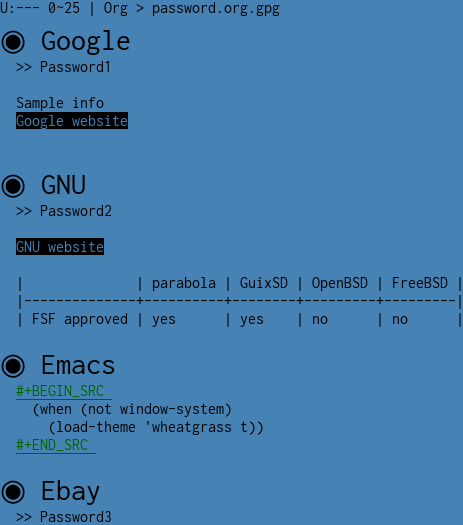 U:--- 0~25 | Org > password.org.gpg
◉ Google
>> Password1
Sample info
Google website
◉ GNU
>> Password2
GNU website
|              | parabola | GuixSD | OpenBSD | FreeBSD |
|--------------+----------+--------+---------+---------|
| FSF approved | yes      | yes    | no      | no      |
◉ Emacs
#+BEGIN_SRC
(when (not window-system)
(load-theme 'wheatgrass t))
#+END_SRC
◉ Ebay
>> Password3